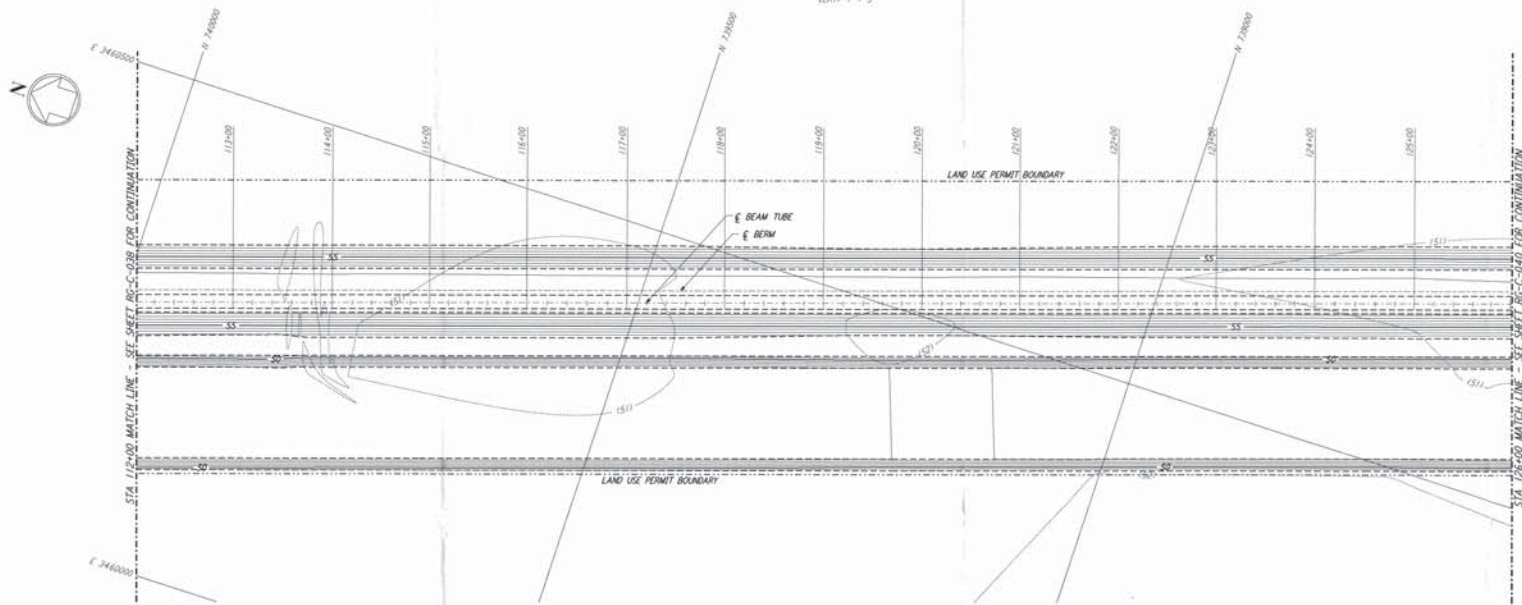 N 740000
N 739500
N 739000
E 3460500
N
113+00
114+00
115+00
116+00
117+00
118+00
119+00
120+00
121+00
122+00
123+00
124+00
125+00
LAND USE PERMIT BOUNDARY
℄ BEAM TUBE
℄ BERM
(51)
SS
SS
(51)
SS
SS
(52)
SO
SO
(51)
(51)
SO
SO
LAND USE PERMIT BOUNDARY
E 3460000
STA 112+00 MATCH LINE - SEE SHEET RG-C-038 FOR CONTINUATION
STA 126+00 MATCH LINE - SEE SHEET RG-C-040 FOR CONTINUATION